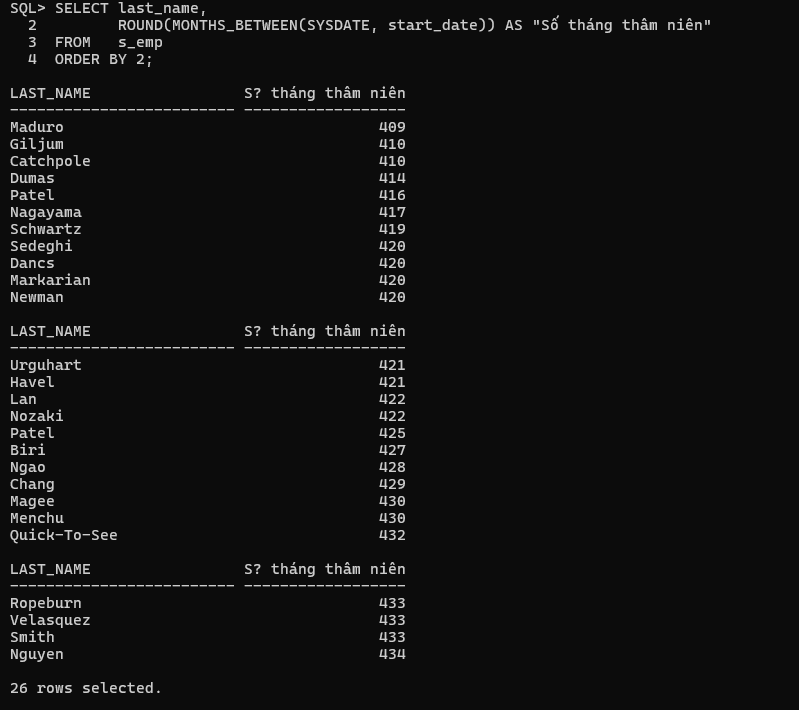 SQL> SELECT last_name,
  2         ROUND(MONTHS_BETWEEN(SYSDATE, start_date)) AS "Số tháng thâm niên"
  3  FROM   s_emp
  4  ORDER BY 2;
LAST_NAME                 S? tháng thâm niên
------------------------- ------------------
Maduro                                   409
Giljum                                   410
Catchpole                                410
Dumas                                    414
Patel                                    416
Nagayama                                 417
Schwartz                                 419
Sedeghi                                  420
Dancs                                    420
Markarian                                420
Newman                                   420
LAST_NAME                 S? tháng thâm niên
------------------------- ------------------
Urguhart                                 421
Havel                                    421
Lan                                      422
Nozaki                                   422
Patel                                    425
Biri                                     427
Ngao                                     428
Chang                                    429
Magee                                    430
Menchu                                   430
Quick-To-See                             432
LAST_NAME                 S? tháng thâm niên
------------------------- ------------------
Ropeburn                                 433
Velasquez                                433
Smith                                    433
Nguyen                                   434
26 rows selected.